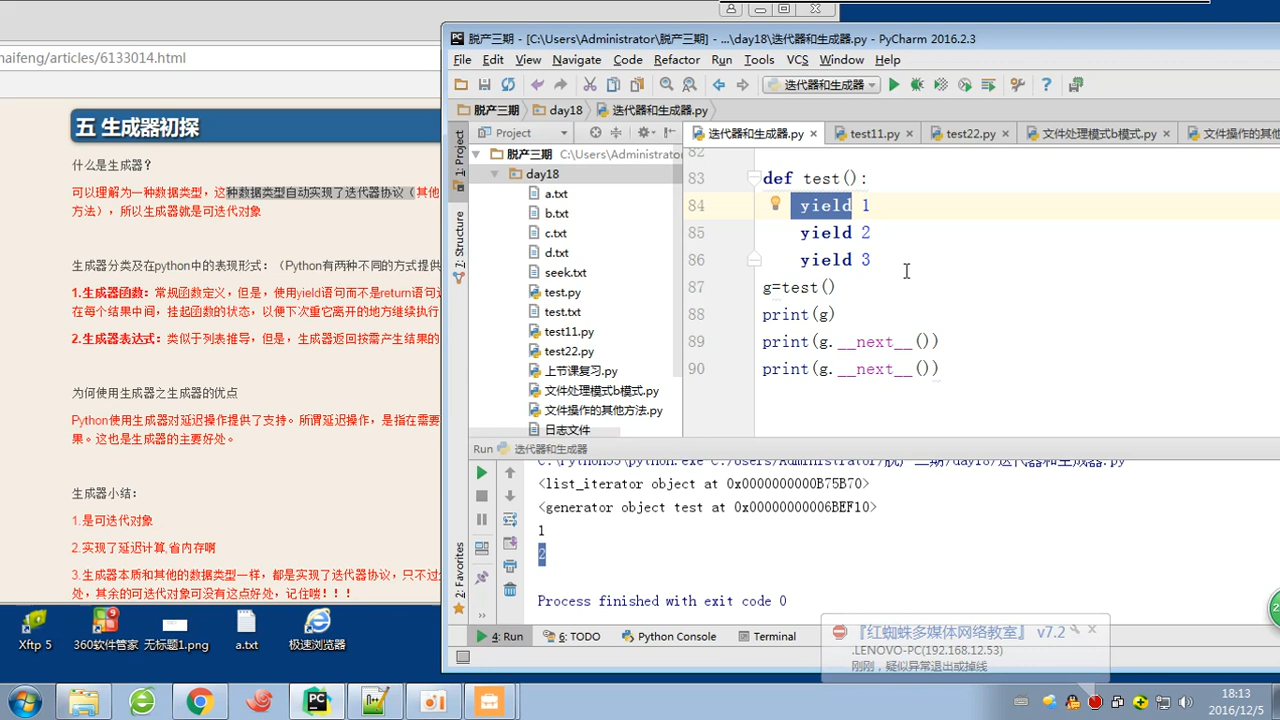 脱产三期 - [C:\Users\Administrator\脱产三期] - ...\day18\迭代器和生成器.py - PyCharm 2016.2.3
naifeng/articles/6133014.html
File Edit View Navigate Code Refactor Run Tools VCS Window Help
迭代器和生成器
脱产三期 day18 迭代器和生成器.py
Project
迭代器和生成器.py test11.py test22.py 文件处理模式b模式.py 文件操作的其
1: Project
7: Structure
2: Favorites
脱产三期 C:\Users\Administrator
day18
a.txt
b.txt
c.txt
d.txt
seek.txt
test.py
test.txt
test11.py
test22.py
上节课复习.py
文件处理模式b模式.py
文件操作的其他方法.py
日志文件
82
83 def test():
84 yield 1
85 yield 2
86 yield 3
87 g=test()
88 print(g)
89 print(g.__next__())
90 print(g.__next__())
五 生成器初探
什么是生成器？
可以理解为一种数据类型，这种数据类型自动实现了迭代器协议（其他
方法），所以生成器就是可迭代对象
生成器分类及在python中的表现形式：（Python有两种不同的方式提供
1.生成器函数：常规函数定义，但是，使用yield语句而不是return语句
在每个结果中间，挂起函数的状态，以便下次重它离开的地方继续执行
2.生成器表达式：类似于列表推导，但是，生成器返回按需产生结果的
为何使用生成器之生成器的优点
Python使用生成器对延迟操作提供了支持。所谓延迟操作，是指在需要
果。这也是生成器的主要好处。
生成器小结：
1.是可迭代对象
2.实现了延迟计算,省内存啊
3.生成器本质和其他的数据类型一样，都是实现了迭代器协议，只不过
处，其余的可迭代对象可没有这点好处，记住喽！！！
Run 迭代器和生成器
C:\Python35\python.exe C:/Users/Administrator/脱产三期/day18/迭代器和生成器.py
<list_iterator object at 0x0000000000B75B70>
<generator object test at 0x00000000006BEF10>
1
2
Process finished with exit code 0
4: Run 6: TODO Python Console Terminal
『红蜘蛛多媒体网络教室』 v7.2
.LENOVO-PC(192.168.12.53)
刚刚，疑似异常退出或掉线
Xftp 5 360软件管家 无标题1.png a.txt 极速浏览器
18:13
2016/12/5